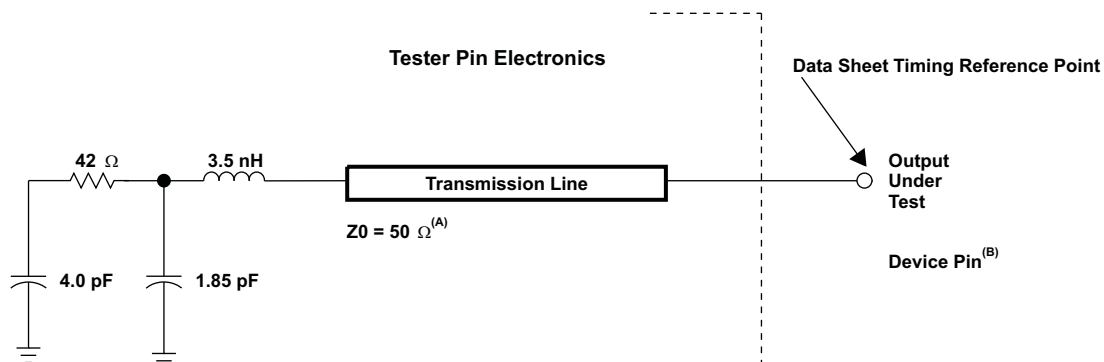 Tester Pin Electronics
Data Sheet Timing Reference Point
42 Ω
3.5 nH
Transmission Line
Output
Under
Test
Z0 = 50 Ω(A)
Device Pin(B)
4.0 pF
1.85 pF